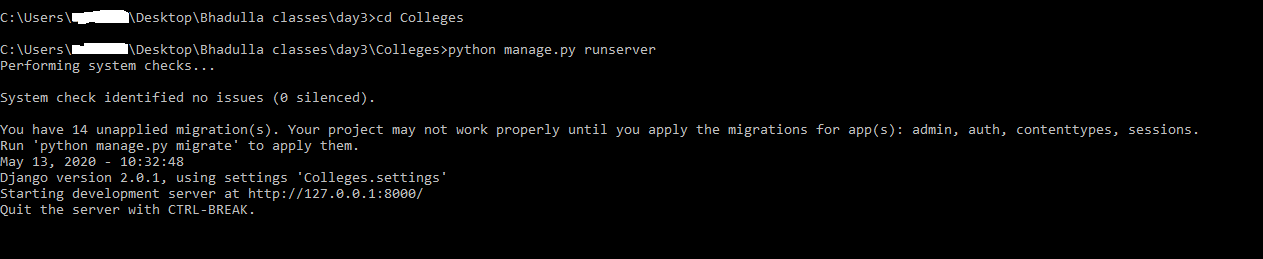 C:\Users\ \Desktop\Bhadulla classes\day3>cd Colleges
C:\Users\ \Desktop\Bhadulla classes\day3\Colleges>python manage.py runserver
Performing system checks...
System check identified no issues (0 silenced).
You have 14 unapplied migration(s). Your project may not work properly until you apply the migrations for app(s): admin, auth, contenttypes, sessions.
Run 'python manage.py migrate' to apply them.
May 13, 2020 - 10:32:48
Django version 2.0.1, using settings 'Colleges.settings'
Starting development server at http://127.0.0.1:8000/
Quit the server with CTRL-BREAK.